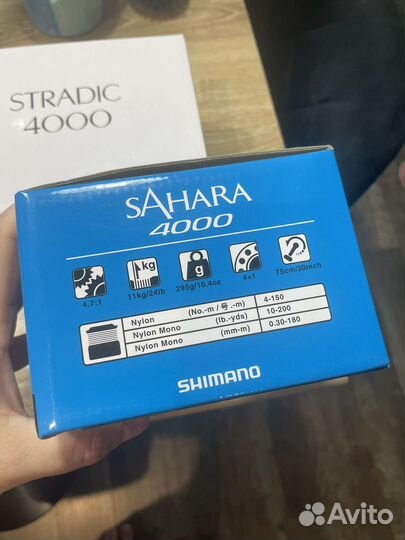 STRADIC
4000
SAHARA
4000
kg
g
4.7:1
11kg/24lb
295g/10.4oz
4+1
75cm/30inch
Nylon (No.-m / 号.-m) 4-150
Nylon Mono (lb.-yds) 10-200
Nylon Mono (mm-m) 0.30-180
SHIMANO
Avito